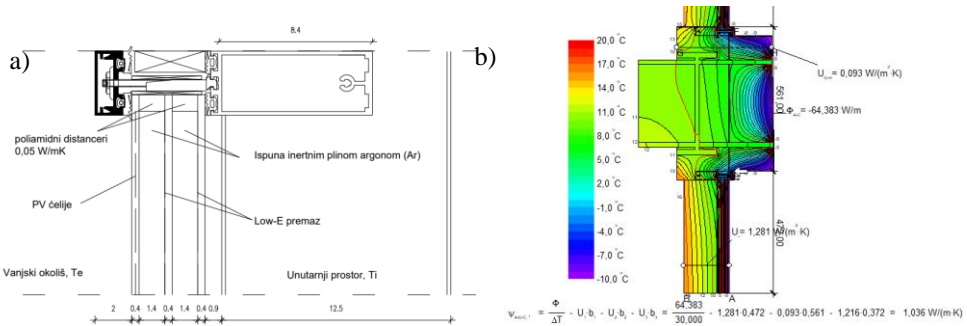 a)
8.4
poliamidni distanceri
0,05 W/mK
Ispuna inertnim plinom argonom (Ar)
PV ćelije
Low-E premaz
Vanjski okoliš, Te
Unutarnji prostor, Ti
2 0.4 1.4 0.4 1.4 0.4 0.9 12.5
b)
20,0 °C
17,0 °C
14,0 °C
11,0 °C
8,0 °C
5,0 °C
2,0 °C
-1,0 °C
-4,0 °C
-7,0 °C
-10,0 °C
= 0,093 W/(m²·K)
561,00
= -64,383 W/m
= 1,281 W/(m²·K)
B A
= Φ/ΔT - U₁·b₁ - U₂·b₂ - U₃·b₃ = 64,383/30,000 - 1,281·0,472 - 0,093·0,561 - 1,216·0,372 = 1,036 W/(m·K)